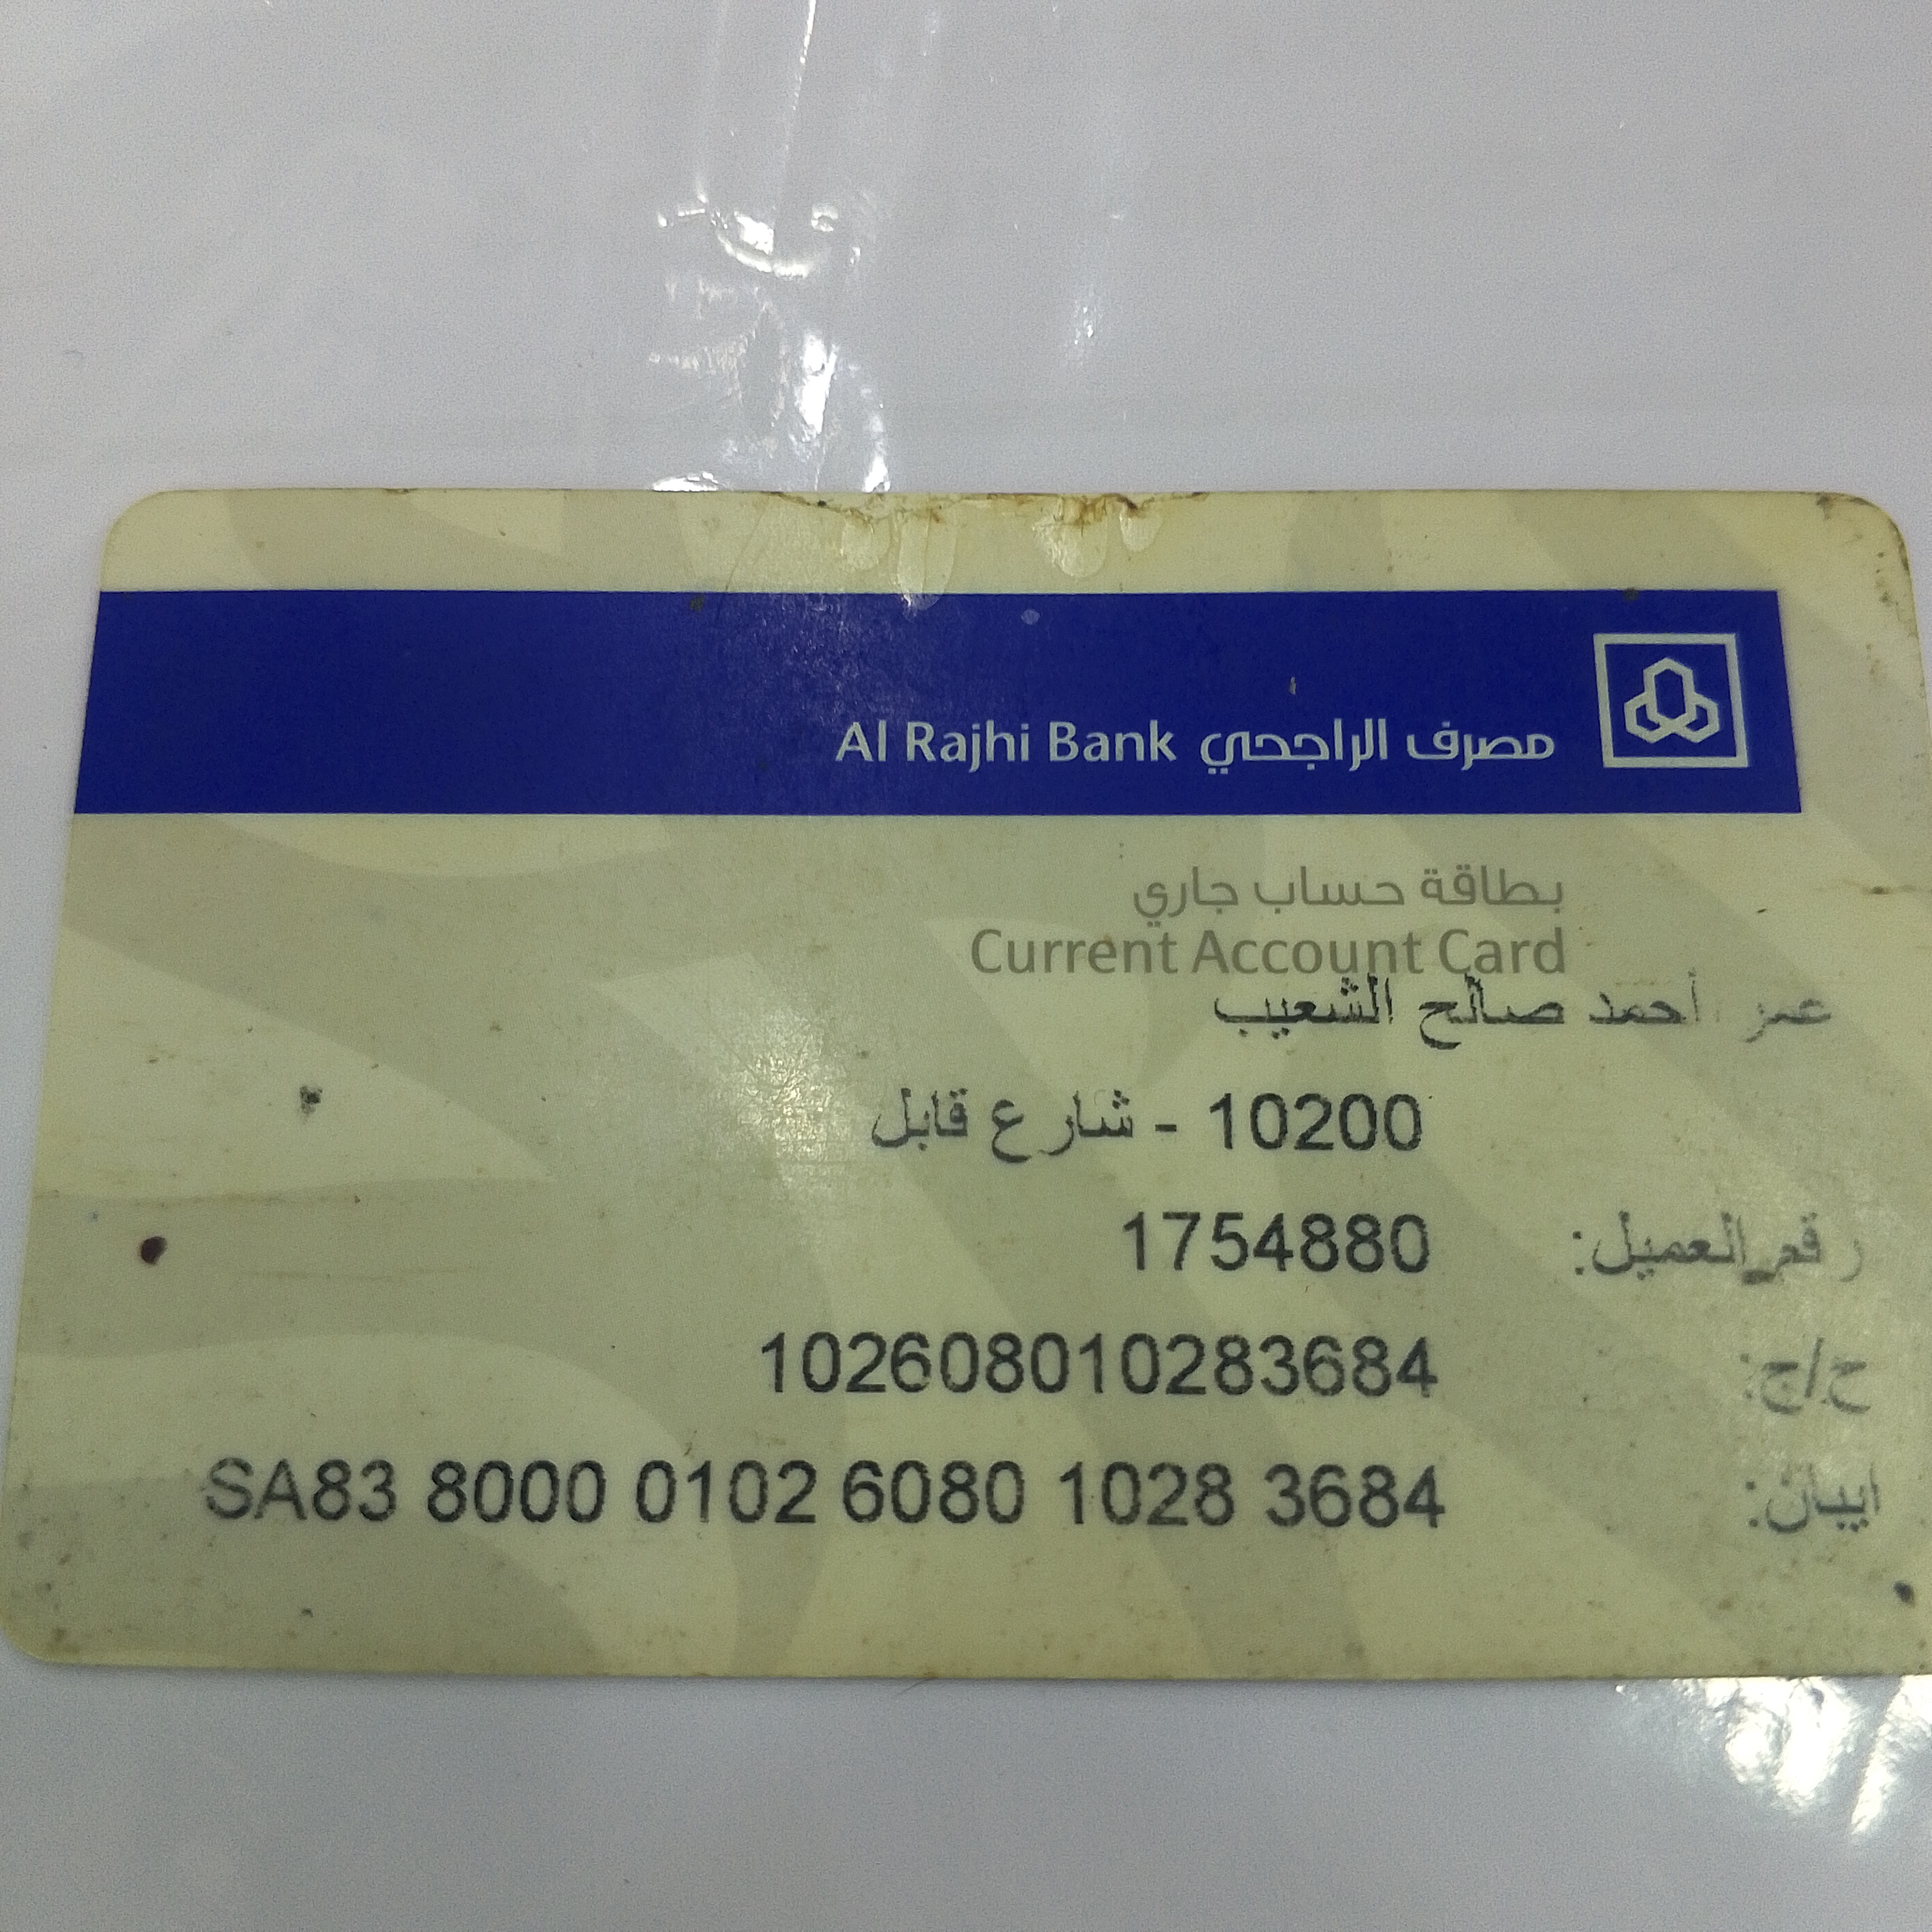 مصرف الراجحي Al Rajhi Bank
بطاقة حساب جاري
Current Account Card
عمر أحمد صالح الشعيب
10200 - شارع قابل
رقم العميل: 1754880
ح/ج: 102608010283684
ايبان: SA83 8000 0102 6080 1028 3684